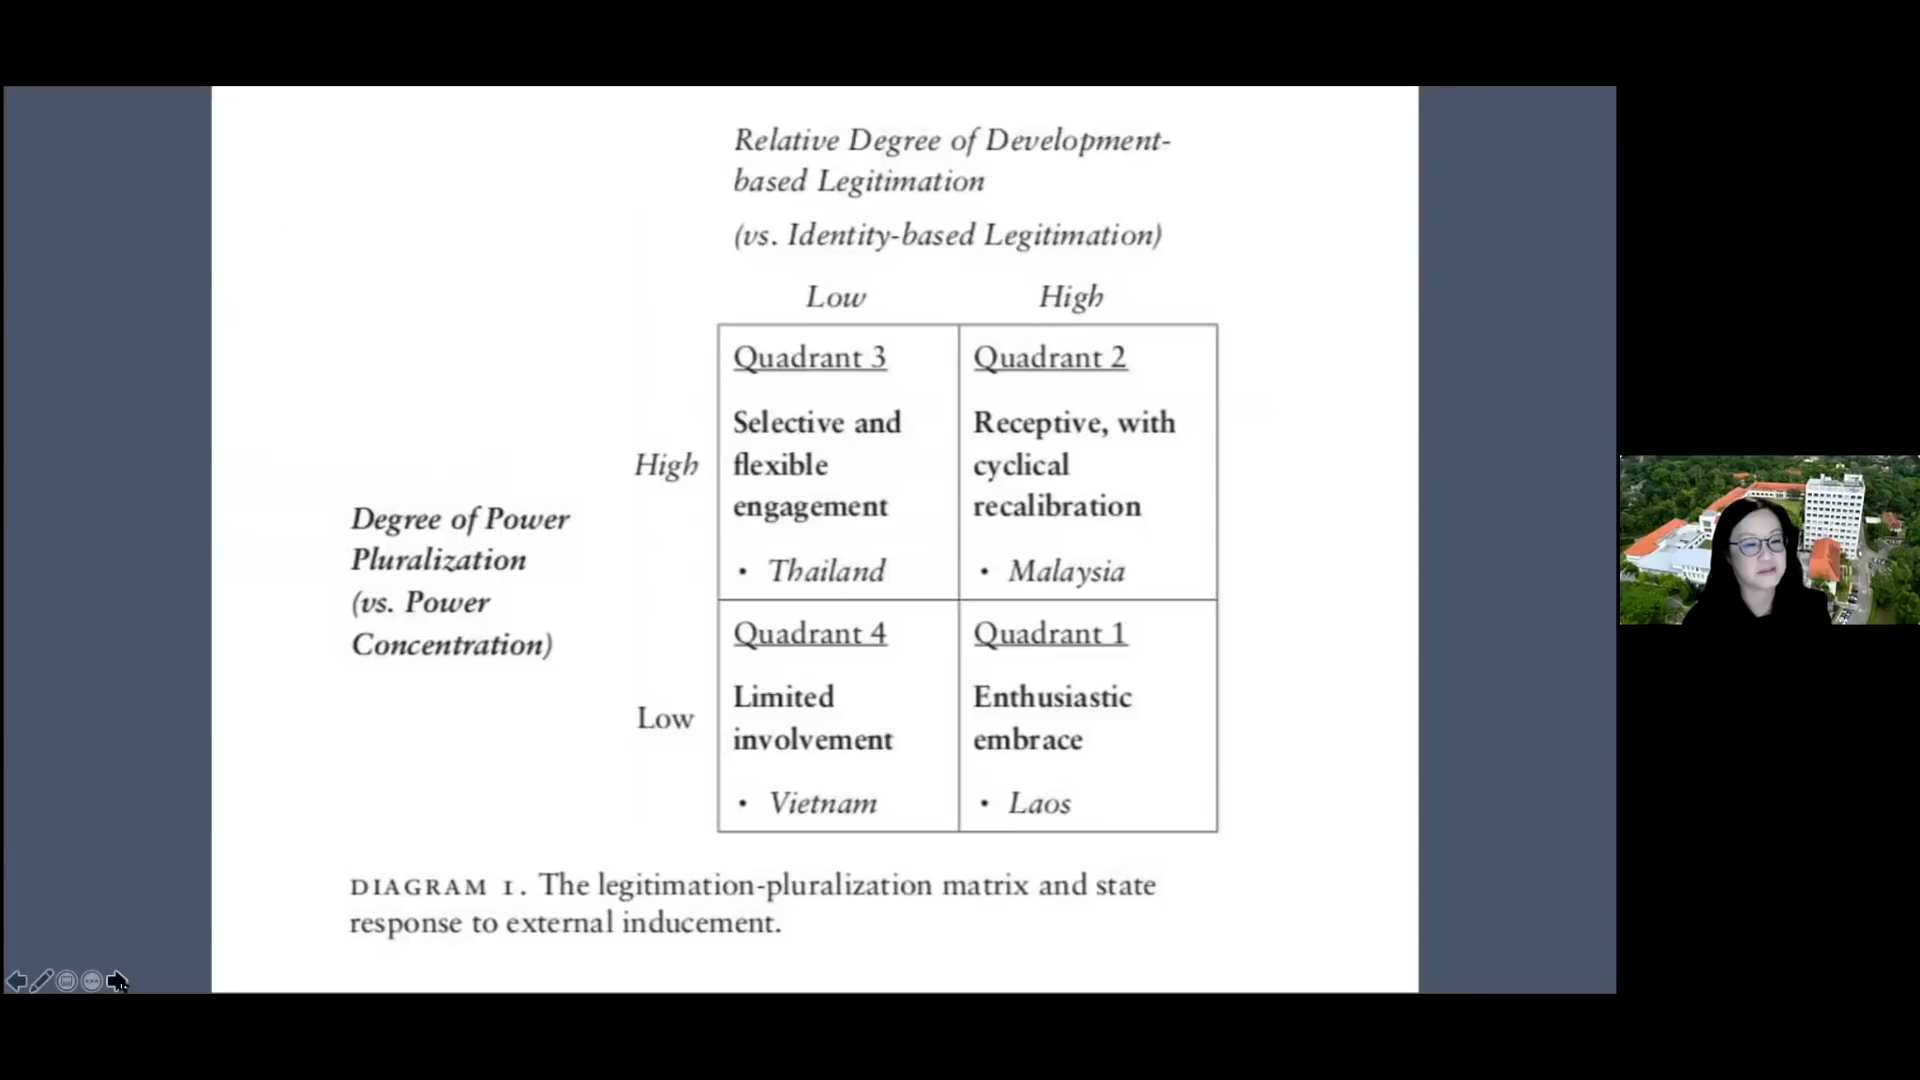 Relative Degree of Development-
based Legitimation
(vs. Identity-based Legitimation)
Low High
Quadrant 3
Selective and
flexible
engagement
• Thailand
Quadrant 2
Receptive, with
cyclical
recalibration
• Malaysia
High
Degree of Power
Pluralization
(vs. Power
Concentration)
Low
Quadrant 4
Limited
involvement
• Vietnam
Quadrant 1
Enthusiastic
embrace
• Laos
DIAGRAM 1. The legitimation-pluralization matrix and state
response to external inducement.